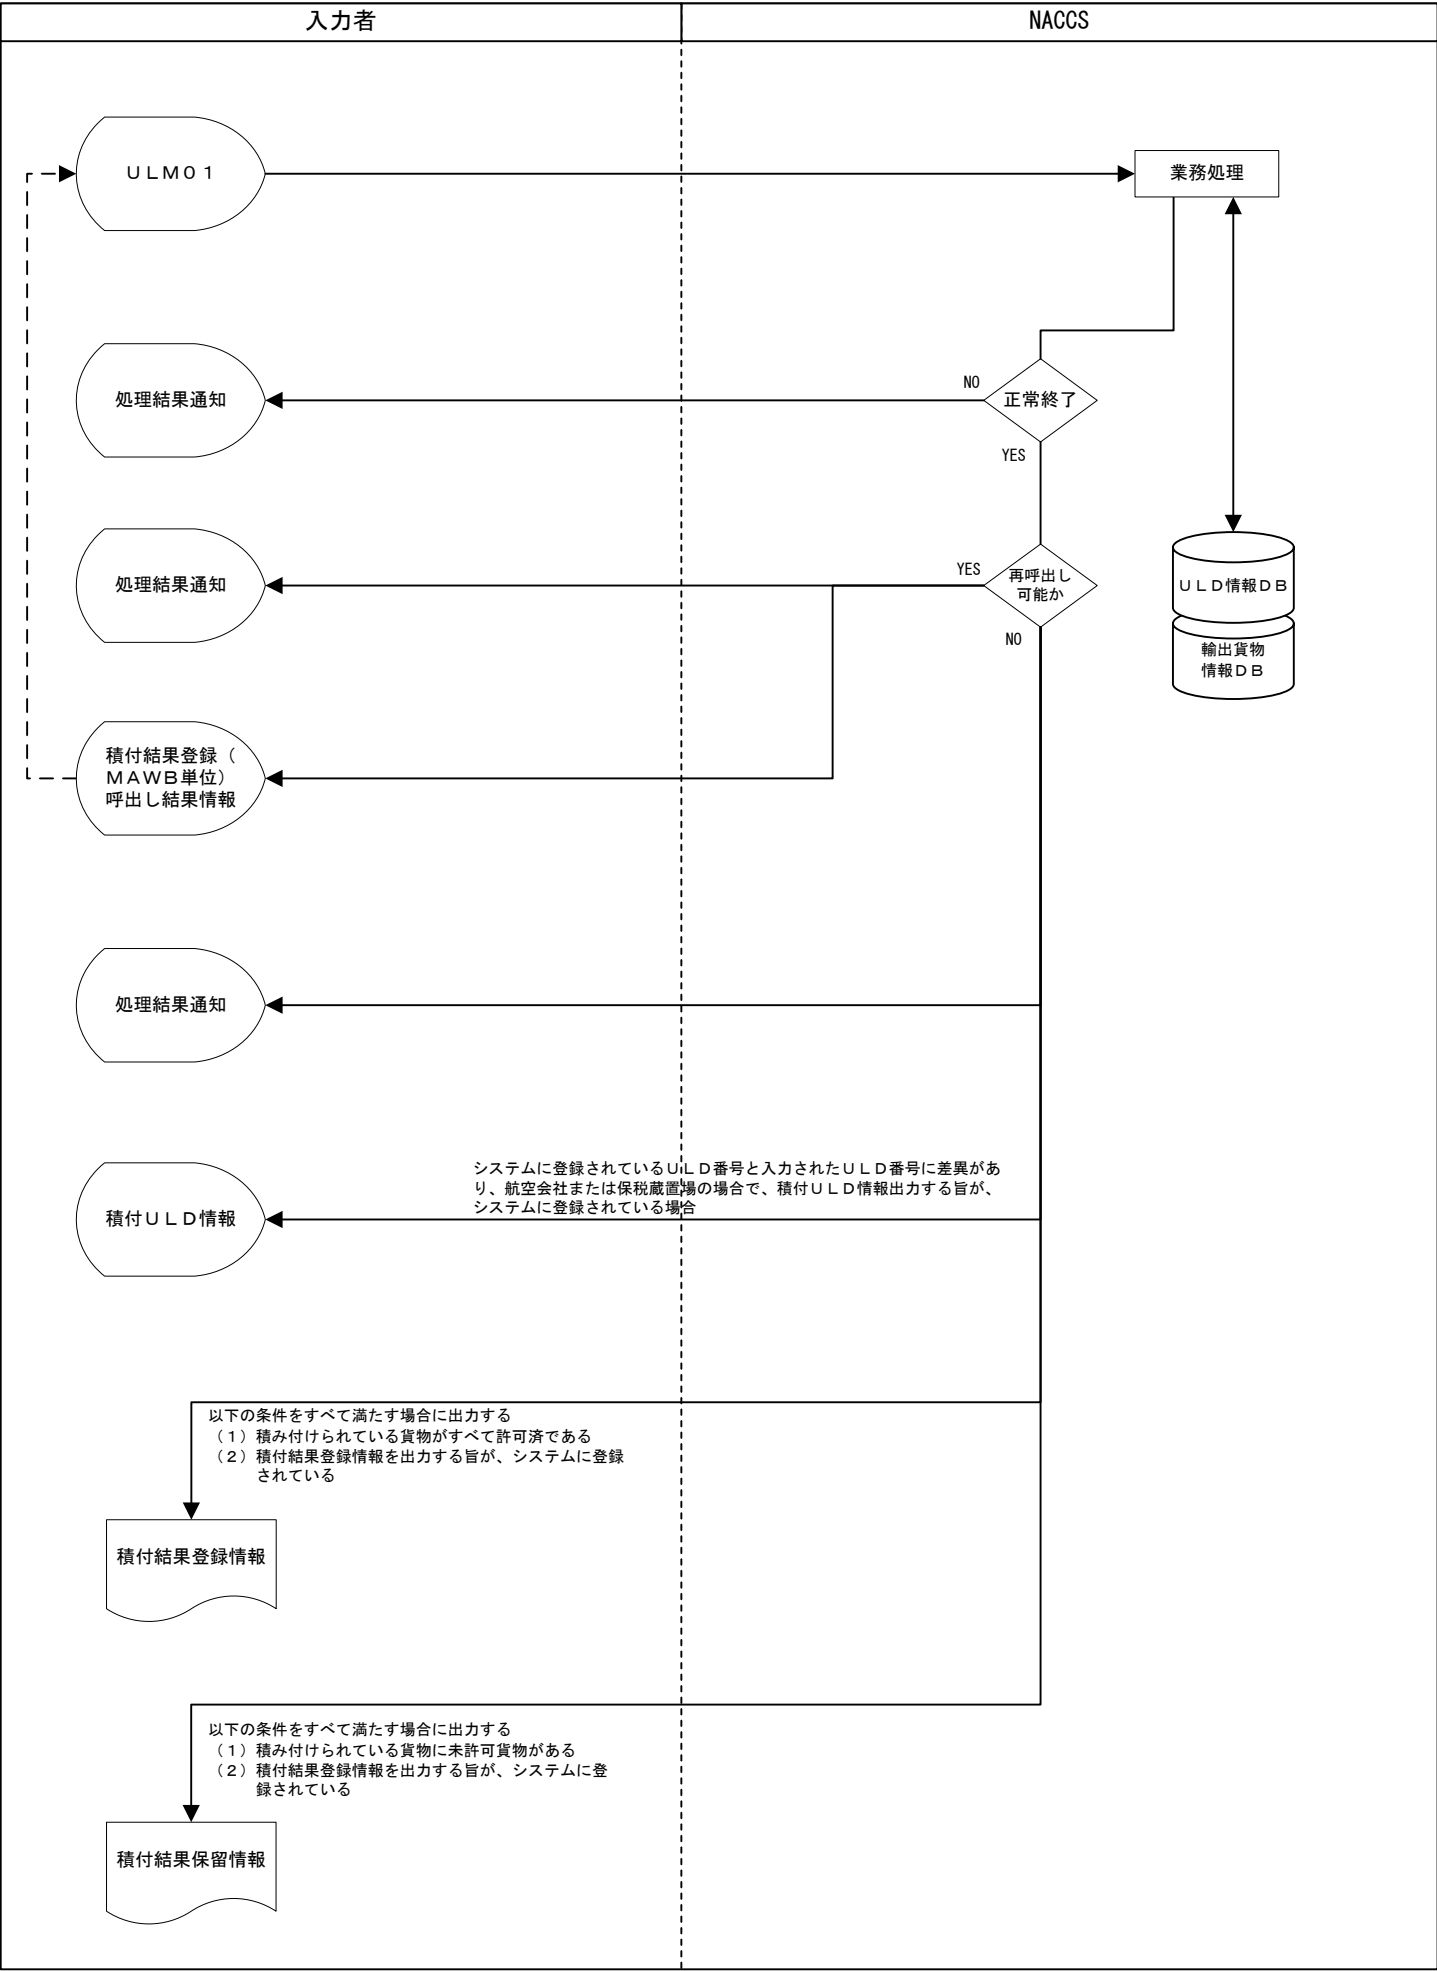 入力者
NACCS
ULM01
業務処理
処理結果通知
NO
正常終了
YES
処理結果通知
YES
再呼出し
可能か
NO
ULD情報DB
輸出貨物
情報DB
積付結果登録（
MAWB単位）
呼出し結果情報
処理結果通知
システムに登録されているULD番号と入力されたULD番号に差異があ
り、航空会社または保税蔵置場の場合で、積付ULD情報出力する旨が、
システムに登録されている場合
積付ULD情報
以下の条件をすべて満たす場合に出力する
（１）積み付けられている貨物がすべて許可済である
（２）積付結果登録情報を出力する旨が、システムに登録
されている
積付結果登録情報
以下の条件をすべて満たす場合に出力する
（１）積み付けられている貨物に未許可貨物がある
（２）積付結果登録情報を出力する旨が、システムに登
録されている
積付結果保留情報